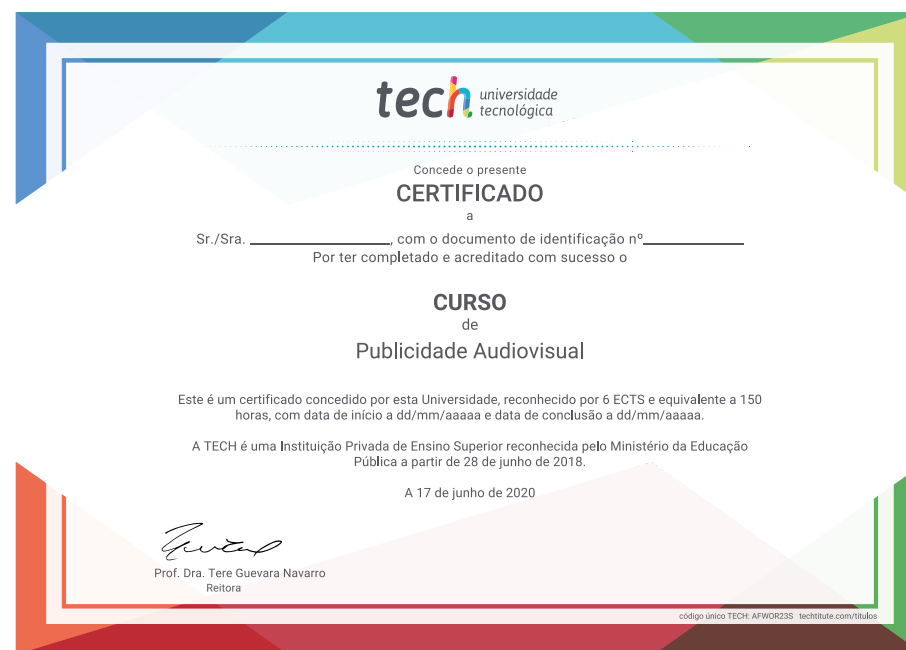 tech universidade
tecnológica
Concede o presente
CERTIFICADO
a
Sr./Sra. ____________________, com o documento de identificação nº______________
Por ter completado e acreditado com sucesso o
CURSO
de
Publicidade Audiovisual
Este é um certificado concedido por esta Universidade, reconhecido por 6 ECTS e equivalente a 150
horas, com data de início a dd/mm/aaaaa e data de conclusão a dd/mm/aaaaa.
A TECH é uma Instituição Privada de Ensino Superior reconhecida pelo Ministério da Educação
Pública a partir de 28 de junho de 2018.
A 17 de junho de 2020
Prof. Dra. Tere Guevara Navarro
Reitora
código único TECH: AFWOR23S techtitute.com/titulos